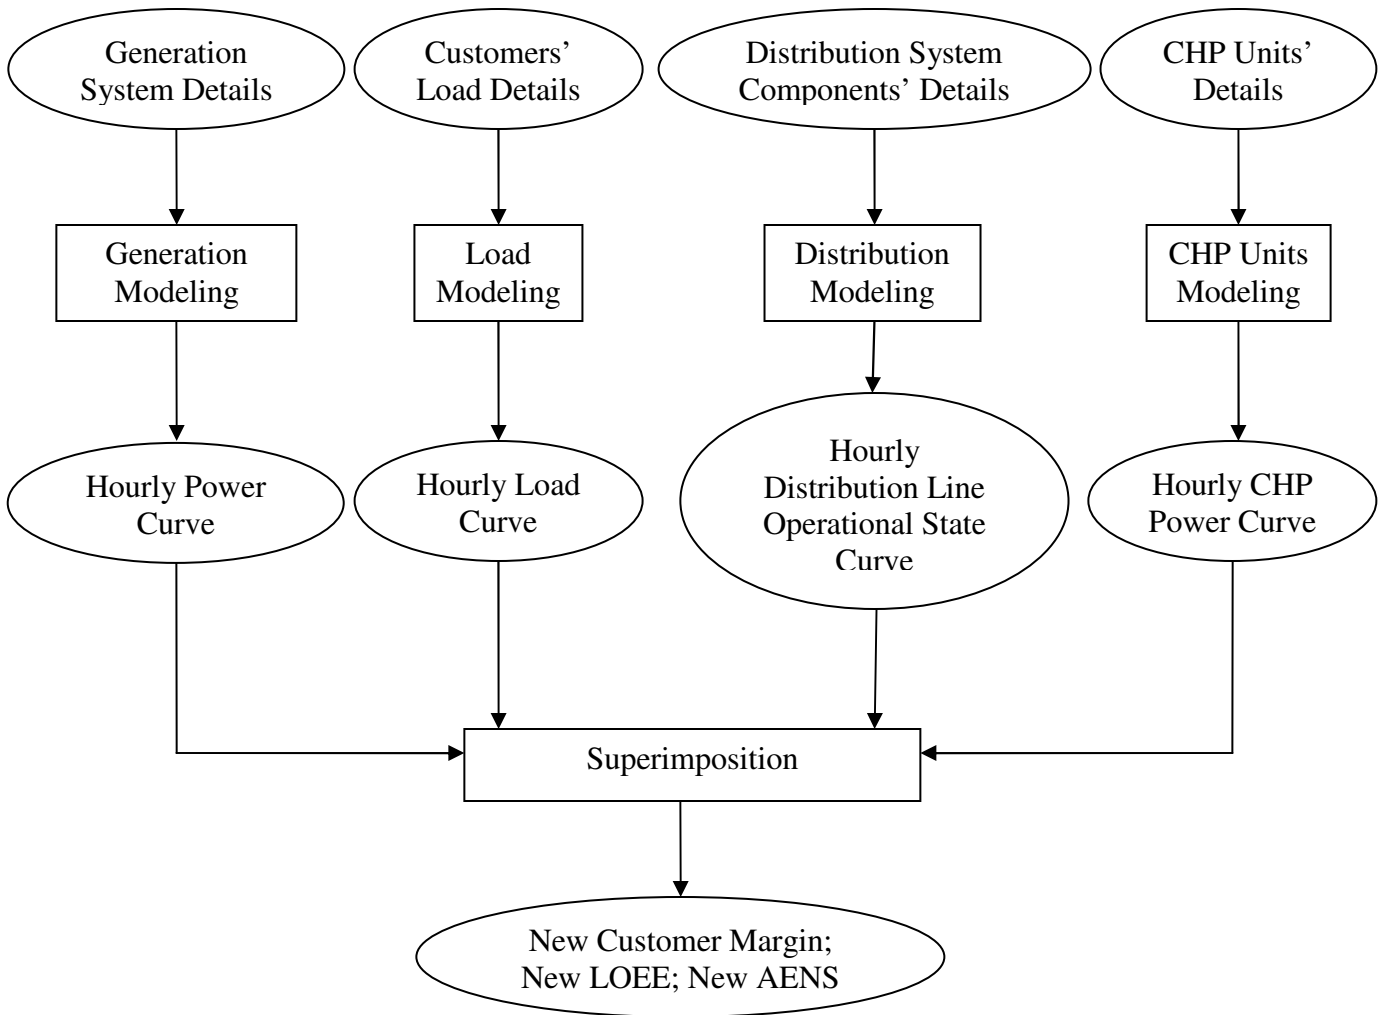 Generation
System Details
Customers’
Load Details
Distribution System
Components’ Details
CHP Units’
Details
Generation
Modeling
Load
Modeling
Distribution
Modeling
CHP Units
Modeling
Hourly Power
Curve
Hourly Load
Curve
Hourly
Distribution Line
Operational State
Curve
Hourly CHP
Power Curve
Superimposition
New Customer Margin;
New LOEE; New AENS